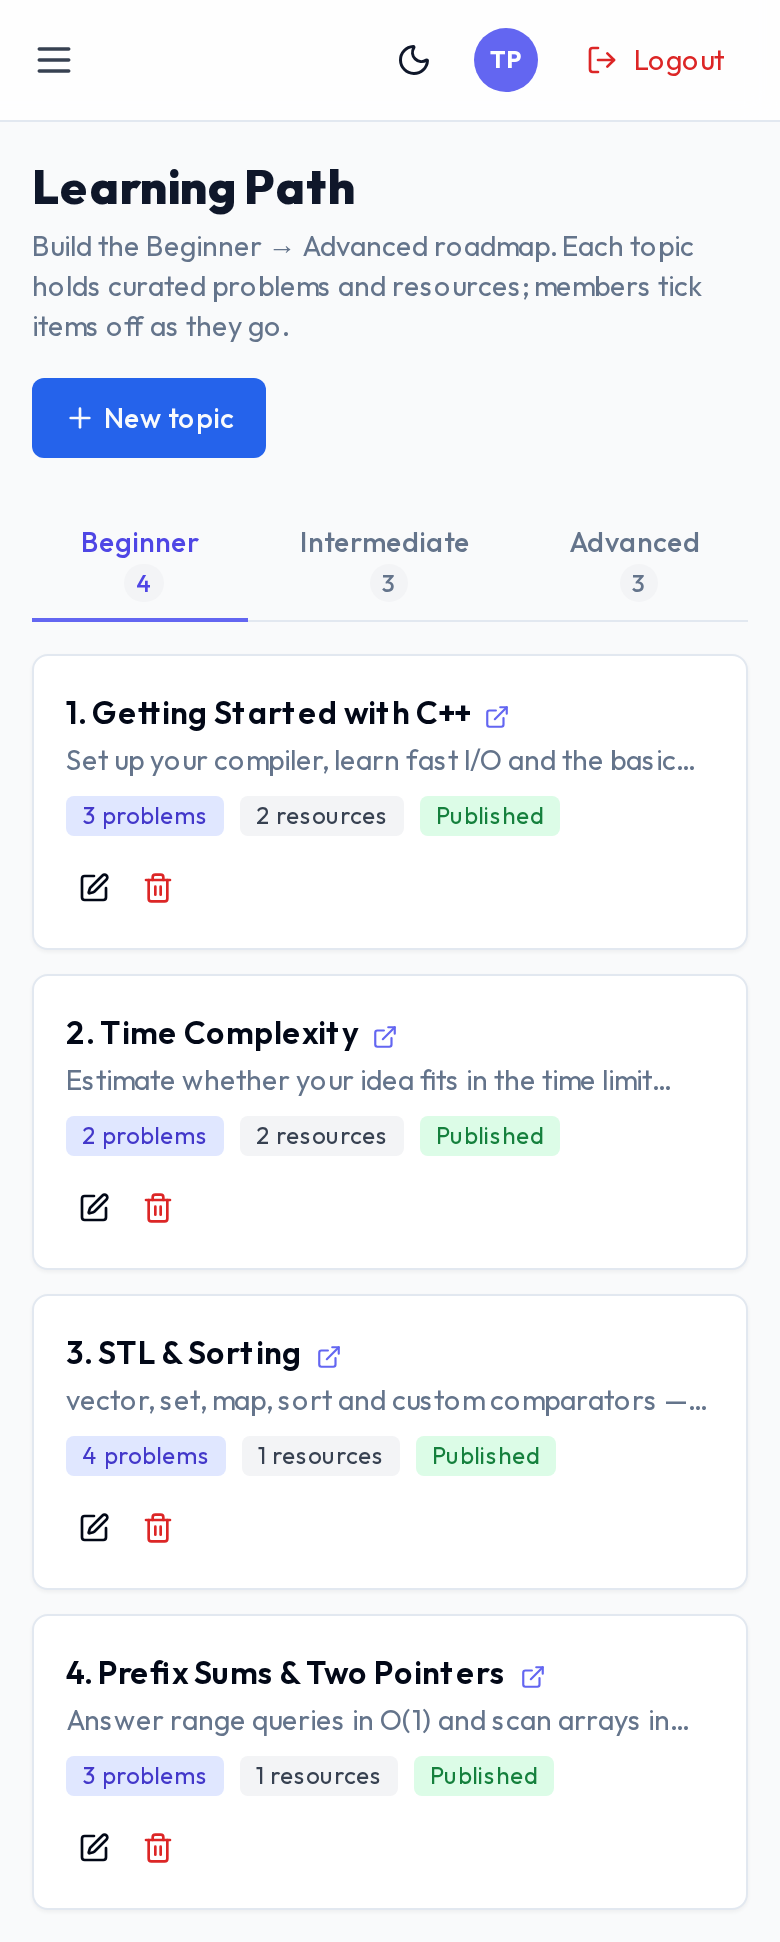 TP
Logout
Learning Path
Build the Beginner → Advanced roadmap. Each topic
holds curated problems and resources; members tick
items off as they go.
New topic
Beginner
4
Intermediate
3
Advanced
3
1. Getting Started with C++
Set up your compiler, learn fast I/O and the basic…
3 problems
2 resources
Published
2. Time Complexity
Estimate whether your idea fits in the time limit…
2 problems
2 resources
Published
3. STL & Sorting
vector, set, map, sort and custom comparators —…
4 problems
1 resources
Published
4. Prefix Sums & Two Pointers
Answer range queries in O(1) and scan arrays in…
3 problems
1 resources
Published